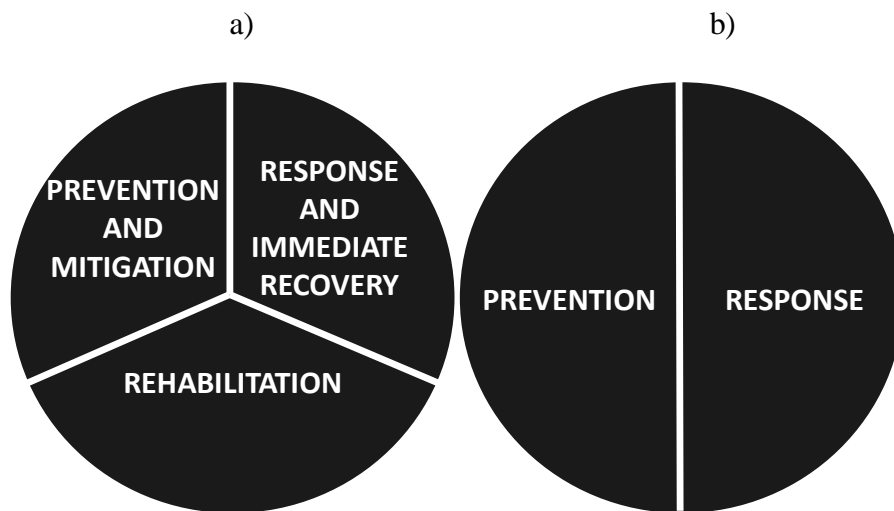 a)
PREVENTION
AND
MITIGATION
RESPONSE
AND
IMMEDIATE
RECOVERY
REHABILITATION
b)
PREVENTION
RESPONSE